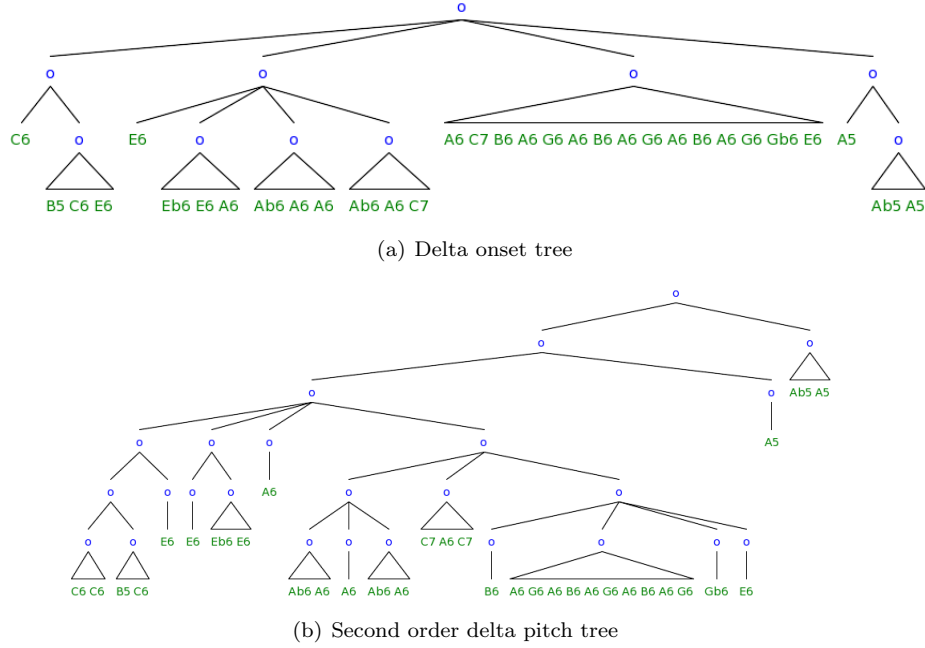 o
o o o o
C6 o E6 o o o A6 C7 B6 A6 G6 A6 B6 A6 G6 A6 B6 A6 G6 Gb6 E6 A5 o
B5 C6 E6 Eb6 E6 A6 Ab6 A6 A6 Ab6 A6 C7 Ab5 A5
(a) Delta onset tree
o
o o
o o Ab5 A5
o o o o A5
o o o o A6 o o o
o o E6 E6 Eb6 E6 o o o C7 A6 C7 o o o o
C6 C6 B5 C6 Ab6 A6 A6 Ab6 A6 B6 A6 G6 A6 B6 A6 G6 A6 B6 A6 G6 Gb6 E6
(b) Second order delta pitch tree